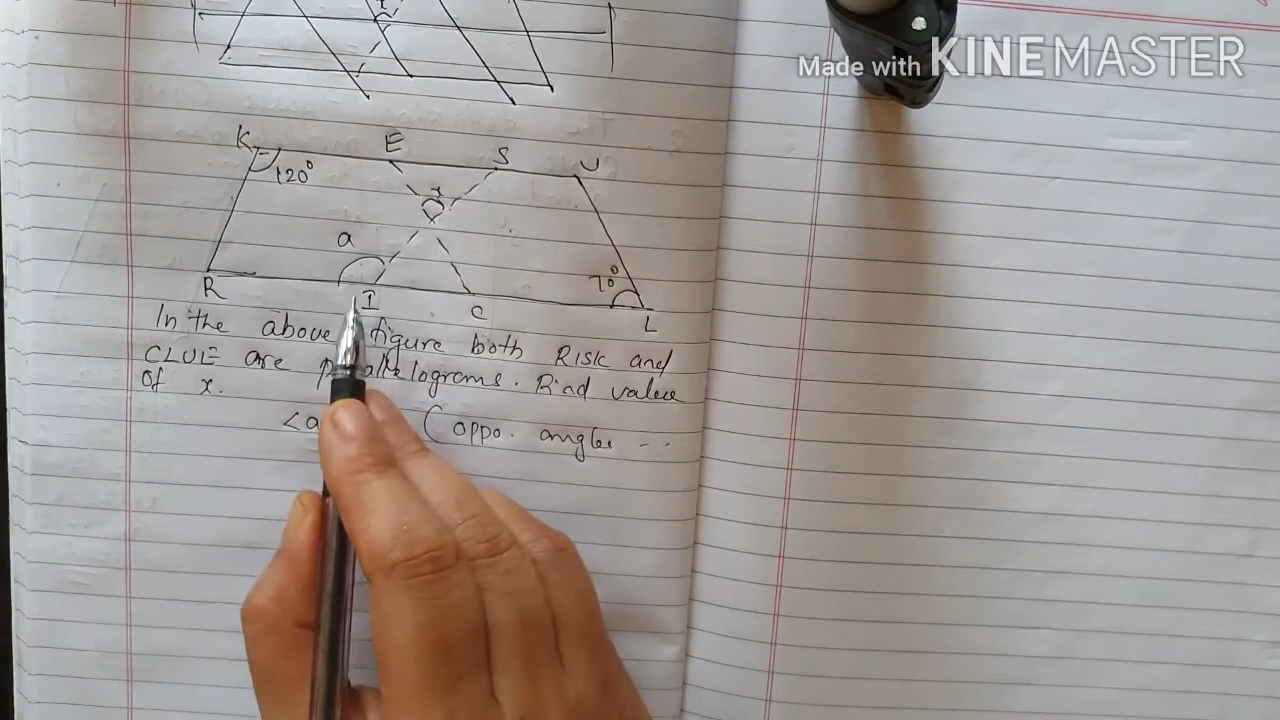 Made with KINEMASTER
K E S U
120°
x
a
70°
R I C L
In the above figure both RISK and
CLUE are parallelograms. Find value
of x.
<a (oppo. angles ...